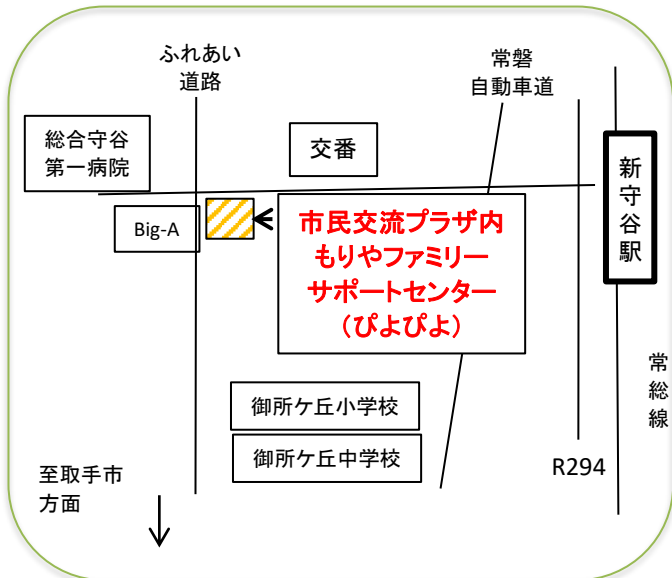 ふれあい
道路
常磐
自動車道
総合守谷
第一病院
交番
新守谷駅
Big-A
市民交流プラザ内
もりやファミリー
サポートセンター
（ぴよぴよ）
常総線
御所ケ丘小学校
御所ケ丘中学校
R294
至取手市
方面